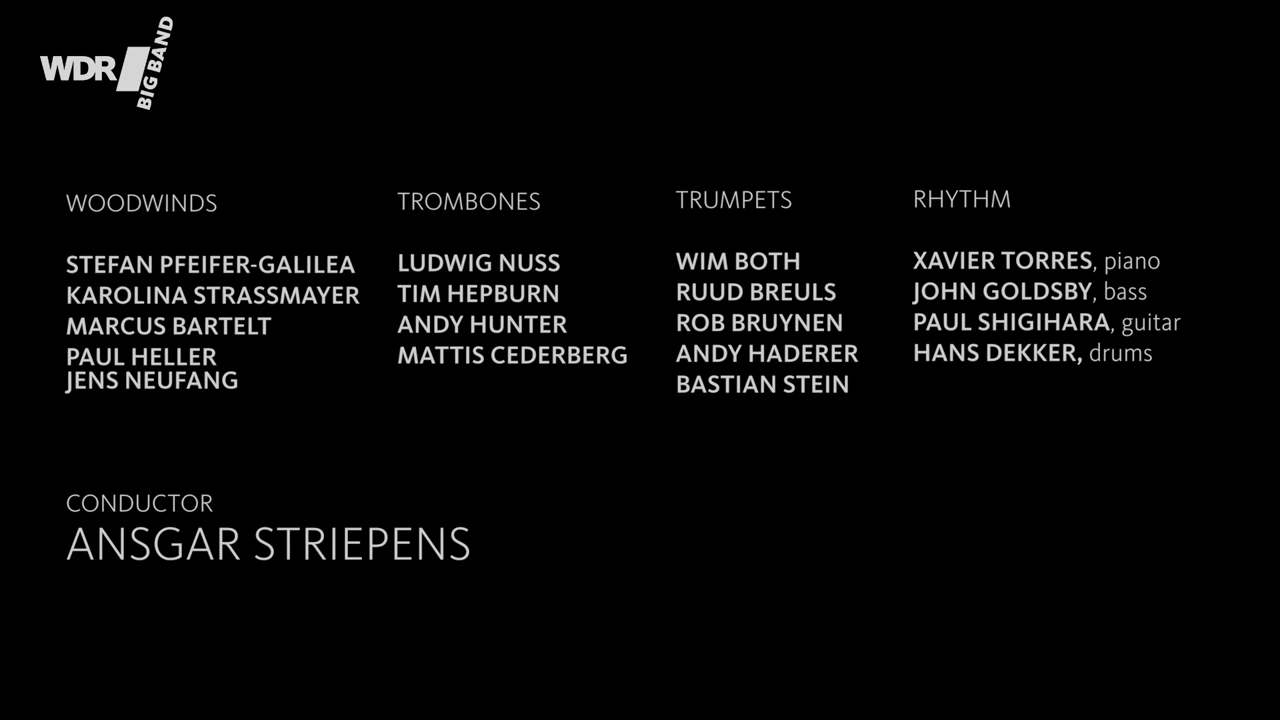 WDR BIG BAND
WOODWINDS
STEFAN PFEIFER-GALILEA
KAROLINA STRASSMAYER
MARCUS BARTELT
PAUL HELLER
JENS NEUFANG
TROMBONES
LUDWIG NUSS
TIM HEPBURN
ANDY HUNTER
MATTIS CEDERBERG
TRUMPETS
WIM BOTH
RUUD BREULS
ROB BRUYNEN
ANDY HADERER
BASTIAN STEIN
RHYTHM
XAVIER TORRES, piano
JOHN GOLDSBY, bass
PAUL SHIGIHARA, guitar
HANS DEKKER, drums
CONDUCTOR
ANSGAR STRIEPENS